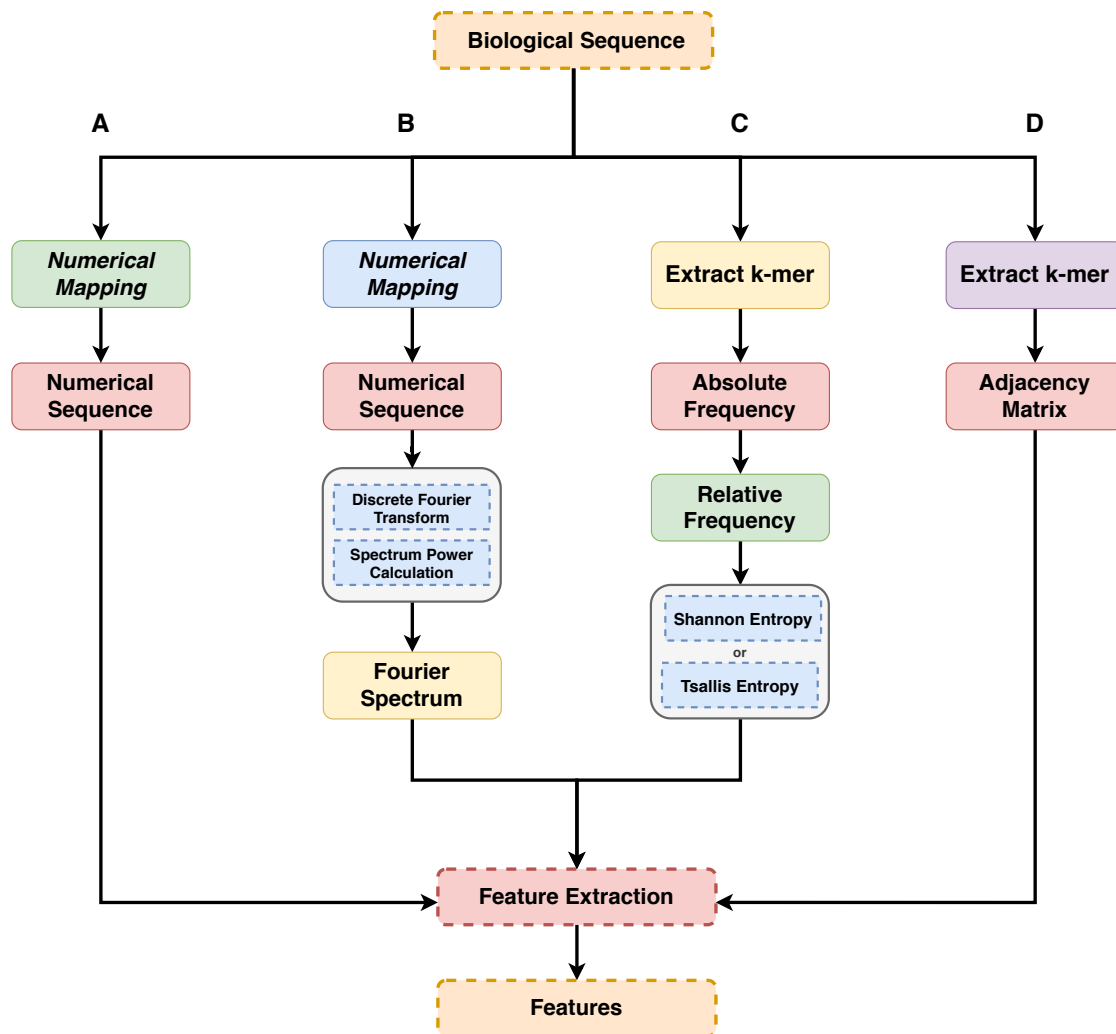 Biological Sequence
A
B
C
D
Numerical
Mapping
Numerical
Mapping
Extract k-mer
Extract k-mer
Numerical
Sequence
Numerical
Sequence
Absolute
Frequency
Adjacency
Matrix
Discrete Fourier
Transform
Spectrum Power
Calculation
Relative
Frequency
Shannon Entropy
or
Tsallis Entropy
Fourier
Spectrum
Feature Extraction
Features